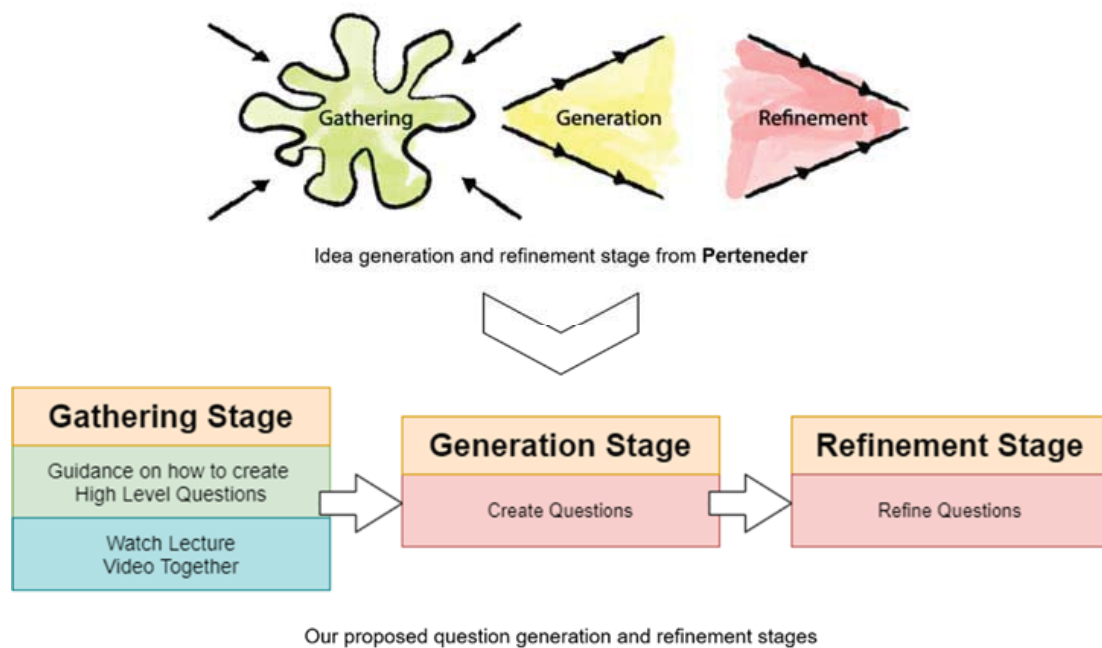 Gathering
Generation
Refinement
Idea generation and refinement stage from Perteneder
Gathering Stage
Guidance on how to create
High Level Questions
Watch Lecture
Video Together
Generation Stage
Create Questions
Refinement Stage
Refine Questions
Our proposed question generation and refinement stages